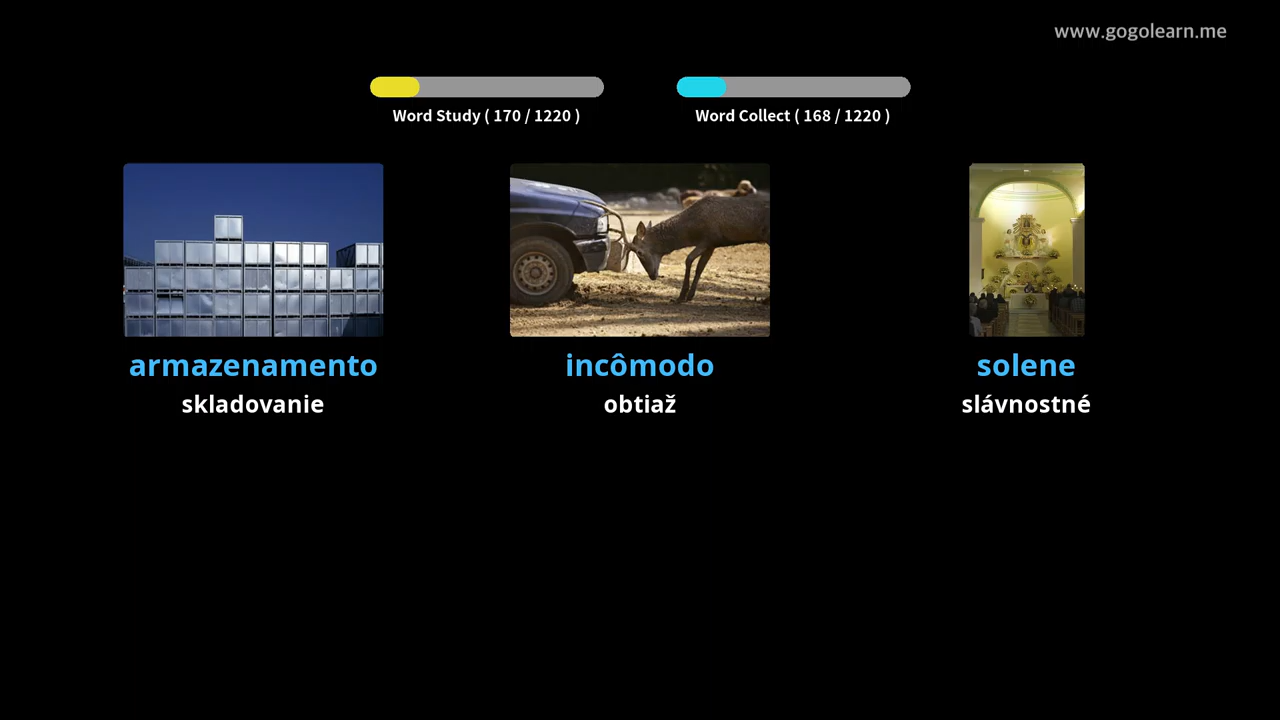 www.gogolearn.me
Word Study ( 170 / 1220 )
Word Collect ( 168 / 1220 )
armazenamento
skladovanie
incômodo
obtiaž
solene
slávnostné